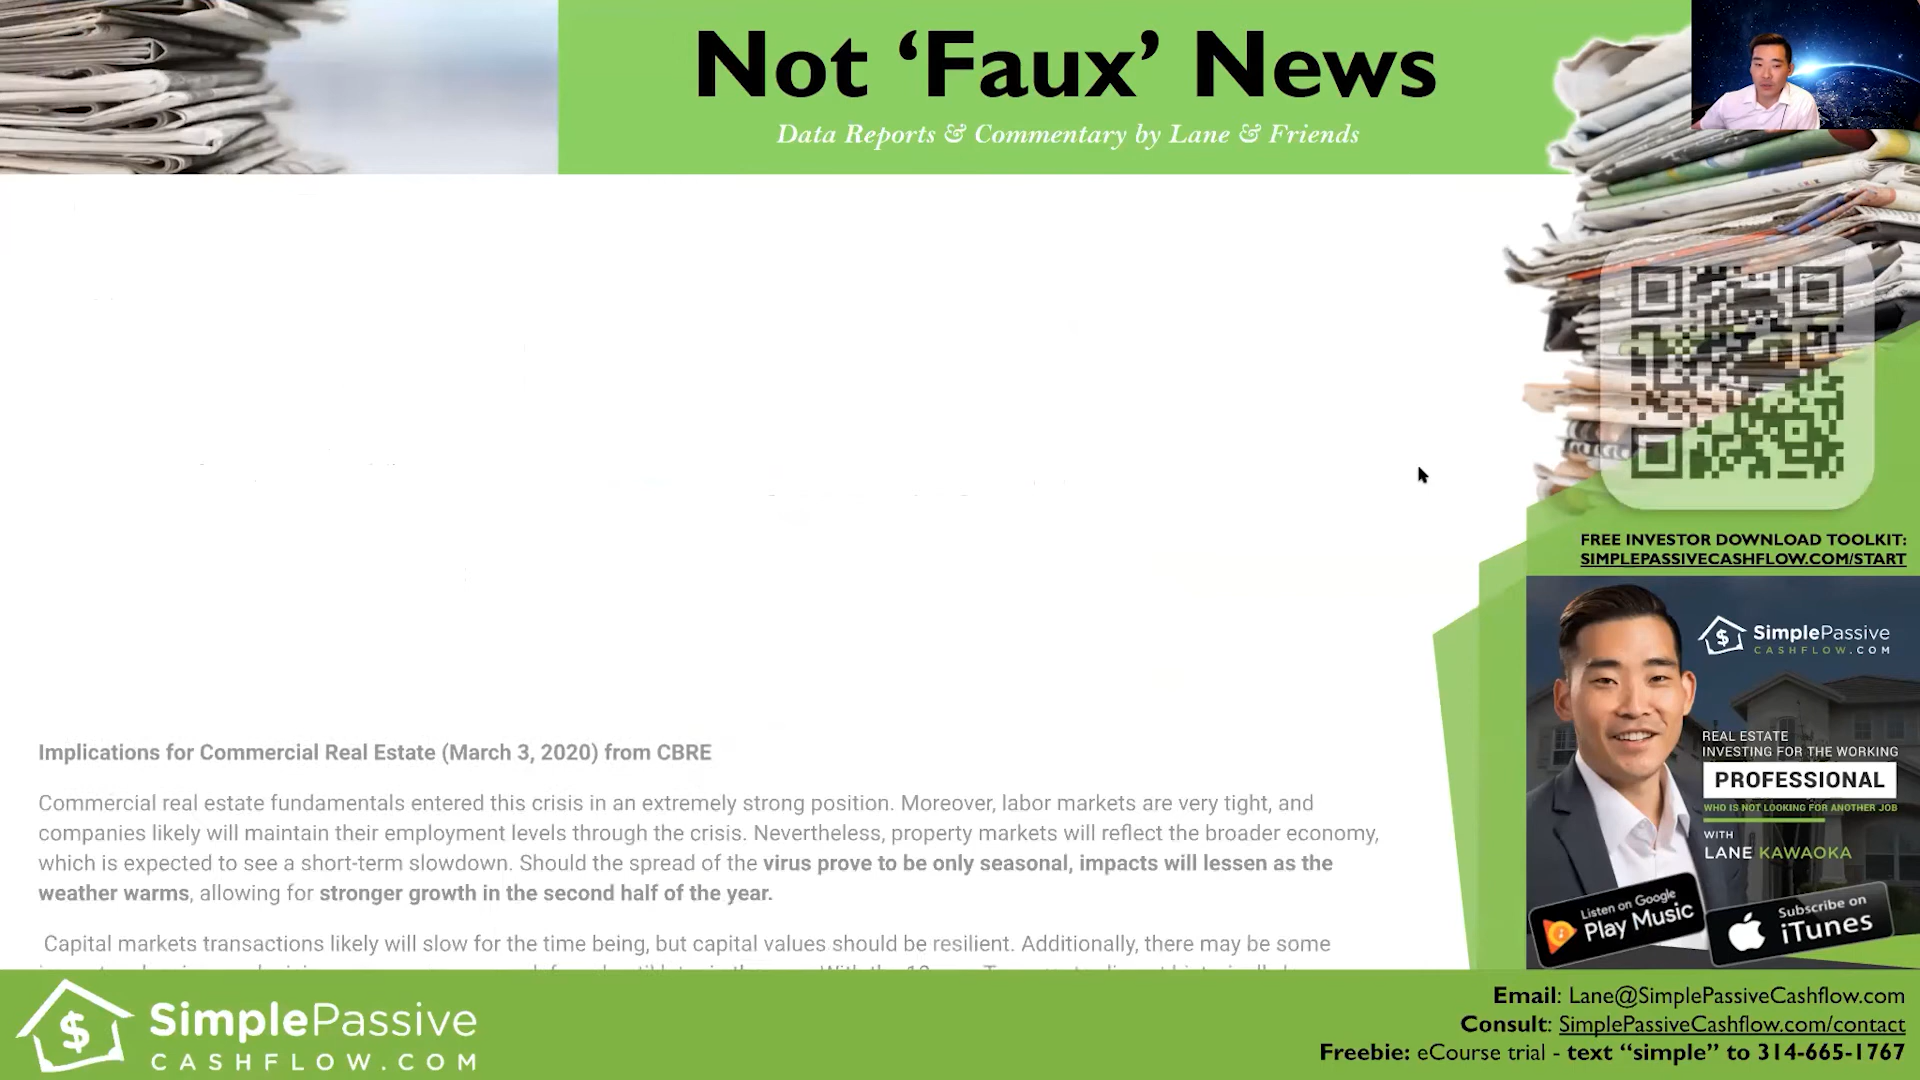 Not ‘Faux’ News
Data Reports & Commentary by Lane & Friends
FREE INVESTOR DOWNLOAD TOOLKIT:
SIMPLEPASSIVECASHFLOW.COM/START
SimplePassive
CASHFLOW.COM
REAL ESTATE
INVESTING FOR THE WORKING
PROFESSIONAL
WHO IS NOT LOOKING FOR ANOTHER JOB
WITH
LANE KAWAOKA
Listen on Google
Play Music
Subscribe on
iTunes
Implications for Commercial Real Estate (March 3, 2020) from CBRE
Commercial real estate fundamentals entered this crisis in an extremely strong position. Moreover, labor markets are very tight, and
companies likely will maintain their employment levels through the crisis. Nevertheless, property markets will reflect the broader economy,
which is expected to see a short-term slowdown. Should the spread of the virus prove to be only seasonal, impacts will lessen as the
weather warms, allowing for stronger growth in the second half of the year.
Capital markets transactions likely will slow for the time being, but capital values should be resilient. Additionally, there may be some
SimplePassive
CASHFLOW.COM
Email: Lane@SimplePassiveCashflow.com
Consult: SimplePassiveCashflow.com/contact
Freebie: eCourse trial - text “simple” to 314-665-1767